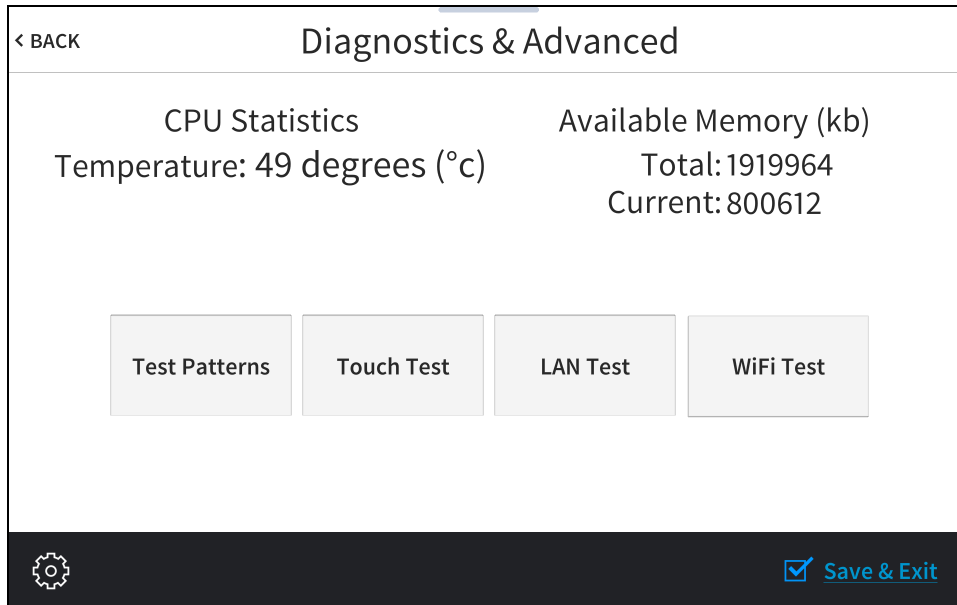 < BACK
Diagnostics & Advanced
CPU Statistics
Temperature: 49 degrees (°c)
Available Memory (kb)
Total: 1919964
Current: 800612
Test Patterns
Touch Test
LAN Test
WiFi Test
Save & Exit